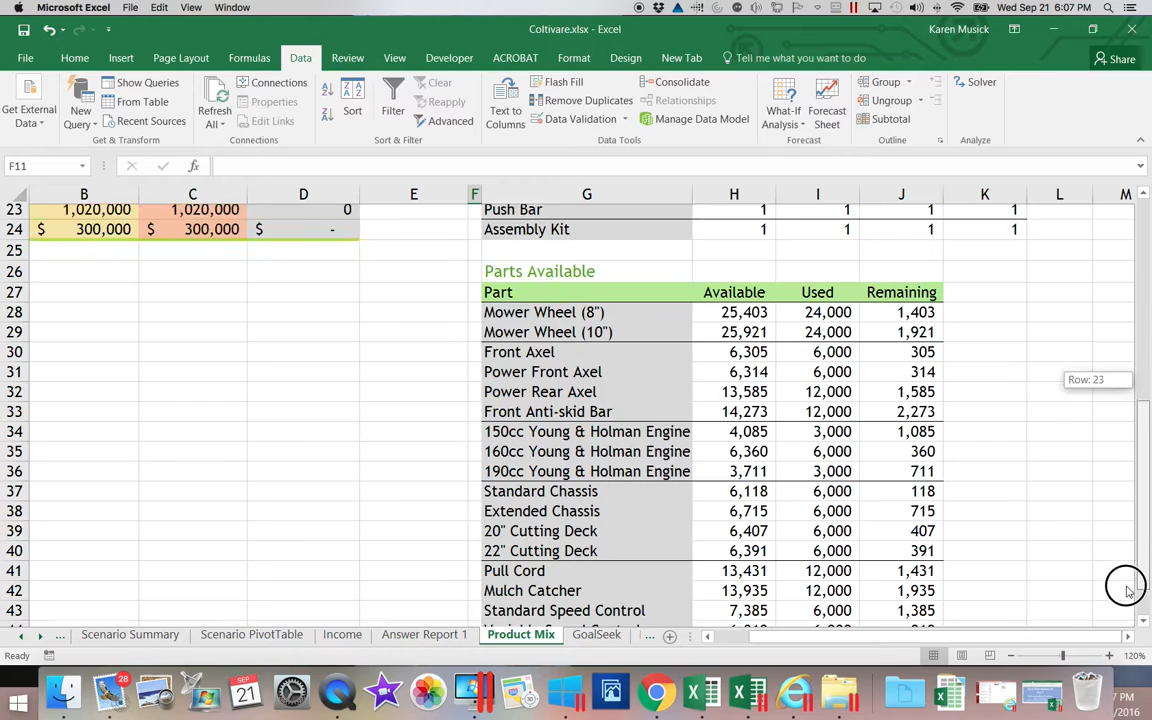 Microsoft Excel File Edit View Window Wed Sep 21 6:07 PM
Coltivare.xlsx - Excel Karen Musick
File Home Insert Page Layout Formulas Data Review View Developer ACROBAT Format Design New Tab Tell me what you want to do Share
Get External Data
New Query
Show Queries
From Table
Recent Sources
Refresh All
Connections
Properties
Edit Links
Sort
Filter
Clear
Reapply
Advanced
Text to Columns
Flash Fill
Remove Duplicates
Data Validation
Consolidate
Relationships
Manage Data Model
What-If Analysis
Forecast Sheet
Group
Ungroup
Subtotal
Solver
Get & Transform Connections Sort & Filter Data Tools Forecast Outline Analyze
F11 fx
B C D E F G H I J K L M
23 1,020,000 1,020,000 0 Push Bar 1 1 1 1
24 $ 300,000 $ 300,000 $ - Assembly Kit 1 1 1 1
25
26 Parts Available
27 Part Available Used Remaining
28 Mower Wheel (8") 25,403 24,000 1,403
29 Mower Wheel (10") 25,921 24,000 1,921
30 Front Axel 6,305 6,000 305
31 Power Front Axel 6,314 6,000 314
Row: 23
32 Power Rear Axel 13,585 12,000 1,585
33 Front Anti-skid Bar 14,273 12,000 2,273
34 150cc Young & Holman Engine 4,085 3,000 1,085
35 160cc Young & Holman Engine 6,360 6,000 360
36 190cc Young & Holman Engine 3,711 3,000 711
37 Standard Chassis 6,118 6,000 118
38 Extended Chassis 6,715 6,000 715
39 20" Cutting Deck 6,407 6,000 407
40 22" Cutting Deck 6,391 6,000 391
41 Pull Cord 13,431 12,000 1,431
42 Mulch Catcher 13,935 12,000 1,935
43 Standard Speed Control 7,385 6,000 1,385
... Scenario Summary Scenario PivotTable Income Answer Report 1 Product Mix GoalSeek ...
Ready 120%
28
SEP
21
7 PM
/2016